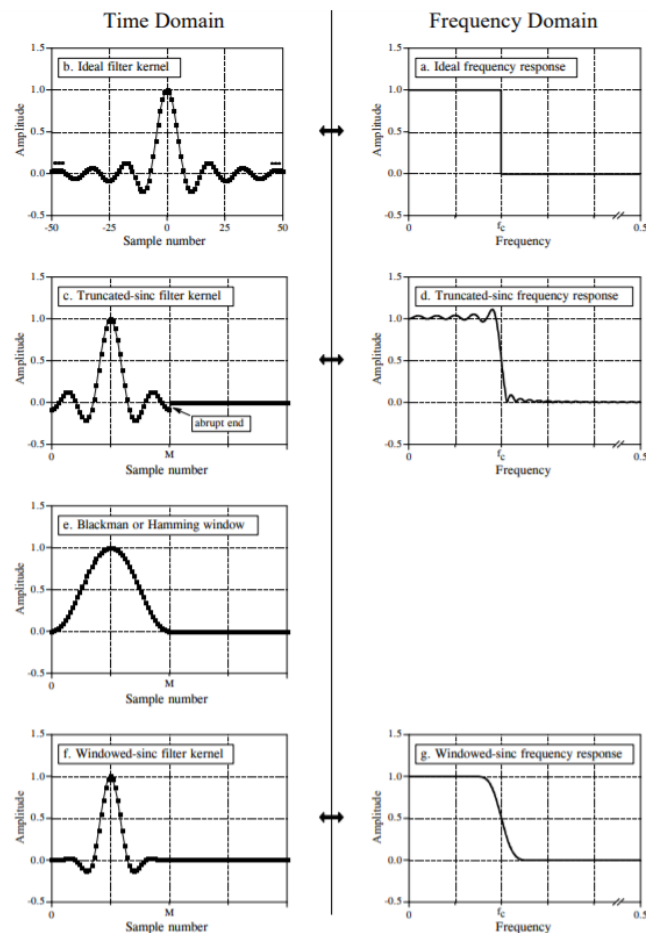 Time Domain
Frequency Domain
b. Ideal filter kernel
1.5
1.0
0.5
0.0
-0.5
-50
-25
0
25
50
Sample number
Amplitude
a. Ideal frequency response
1.5
1.0
0.5
0.0
-0.5
0
fc
0.5
Frequency
Amplitude
c. Truncated-sinc filter kernel
1.5
1.0
0.5
0.0
-0.5
abrupt end
0
M
Sample number
Amplitude
d. Truncated-sinc frequency response
1.5
1.0
0.5
0.0
-0.5
0
fc
0.5
Frequency
Amplitude
e. Blackman or Hamming window
1.5
1.0
0.5
0.0
-0.5
0
M
Sample number
Amplitude
f. Windowed-sinc filter kernel
1.5
1.0
0.5
0.0
-0.5
0
M
Sample number
Amplitude
g. Windowed-sinc frequency response
1.5
1.0
0.5
0.0
-0.5
0
fc
0.5
Frequency
Amplitude